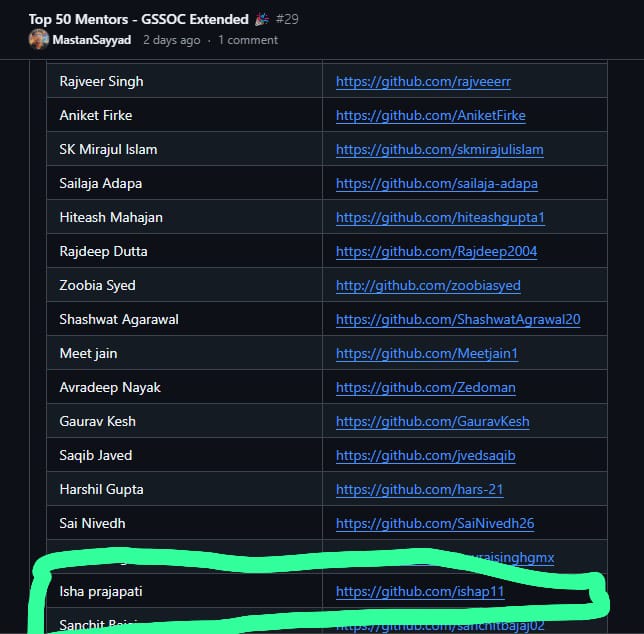 Top 50 Mentors - GSSOC Extended 🎉 #29
MastanSayyad 2 days ago · 1 comment
Rajveer Singh https://github.com/rajveeerr
Aniket Firke https://github.com/AniketFirke
SK Mirajul Islam https://github.com/skmirajulislam
Sailaja Adapa https://github.com/sailaja-adapa
Hiteash Mahajan https://github.com/hiteashgupta1
Rajdeep Dutta https://github.com/Rajdeep2004
Zoobia Syed http://github.com/zoobiasyed
Shashwat Agarawal https://github.com/ShashwatAgrawal20
Meet jain https://github.com/Meetjain1
Avradeep Nayak https://github.com/Zedoman
Gaurav Kesh https://github.com/GauravKesh
Saqib Javed https://github.com/jvedsaqib
Harshil Gupta https://github.com/hars-21
Sai Nivedh https://github.com/SaiNivedh26
Isha prajapati https://github.com/ishap11
Sanchit https://github.com/sanchitbajaj02